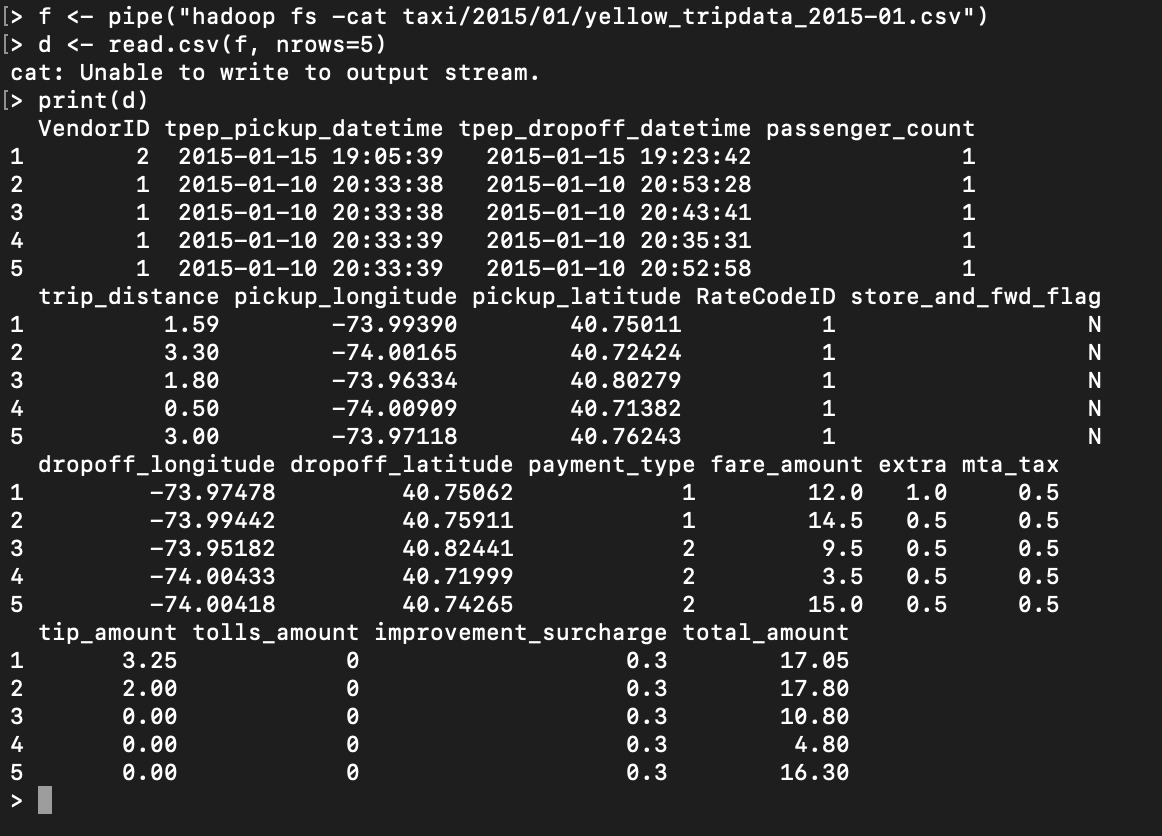 [> f <- pipe("hadoop fs -cat taxi/2015/01/yellow_tripdata_2015-01.csv")
[> d <- read.csv(f, nrows=5)
cat: Unable to write to output stream.
[> print(d)
  VendorID tpep_pickup_datetime tpep_dropoff_datetime passenger_count
1        2  2015-01-15 19:05:39   2015-01-15 19:23:42               1
2        1  2015-01-10 20:33:38   2015-01-10 20:53:28               1
3        1  2015-01-10 20:33:38   2015-01-10 20:43:41               1
4        1  2015-01-10 20:33:39   2015-01-10 20:35:31               1
5        1  2015-01-10 20:33:39   2015-01-10 20:52:58               1
  trip_distance pickup_longitude pickup_latitude RateCodeID store_and_fwd_flag
1          1.59        -73.99390        40.75011          1                  N
2          3.30        -74.00165        40.72424          1                  N
3          1.80        -73.96334        40.80279          1                  N
4          0.50        -74.00909        40.71382          1                  N
5          3.00        -73.97118        40.76243          1                  N
  dropoff_longitude dropoff_latitude payment_type fare_amount extra mta_tax
1         -73.97478         40.75062            1        12.0   1.0     0.5
2         -73.99442         40.75911            1        14.5   0.5     0.5
3         -73.95182         40.82441            2         9.5   0.5     0.5
4         -74.00433         40.71999            2         3.5   0.5     0.5
5         -74.00418         40.74265            2        15.0   0.5     0.5
  tip_amount tolls_amount improvement_surcharge total_amount
1       3.25            0                   0.3        17.05
2       2.00            0                   0.3        17.80
3       0.00            0                   0.3        10.80
4       0.00            0                   0.3         4.80
5       0.00            0                   0.3        16.30
>